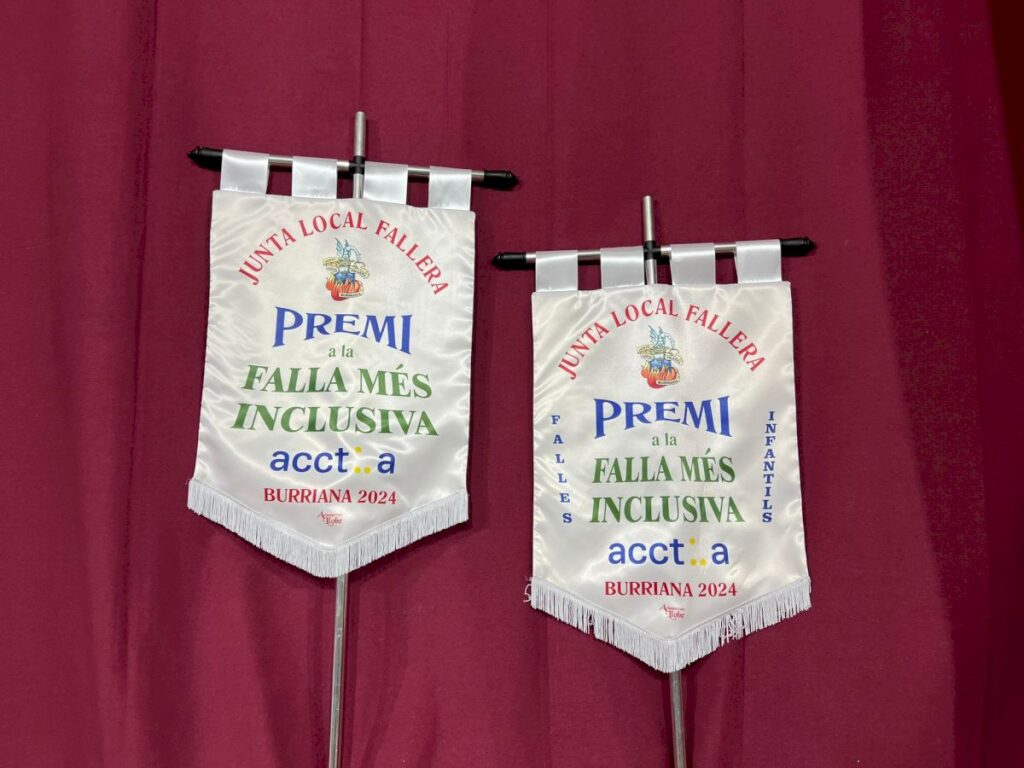 JUNTA LOCAL FALLERA
PREMI
a la
FALLA MÉS
INCLUSIVA
acct:.a
BURRIANA 2024
JUNTA LOCAL FALLERA
PREMI
a la
FALLA MÉS
INCLUSIVA
FALLES
INFANTILS
acct:.a
BURRIANA 2024